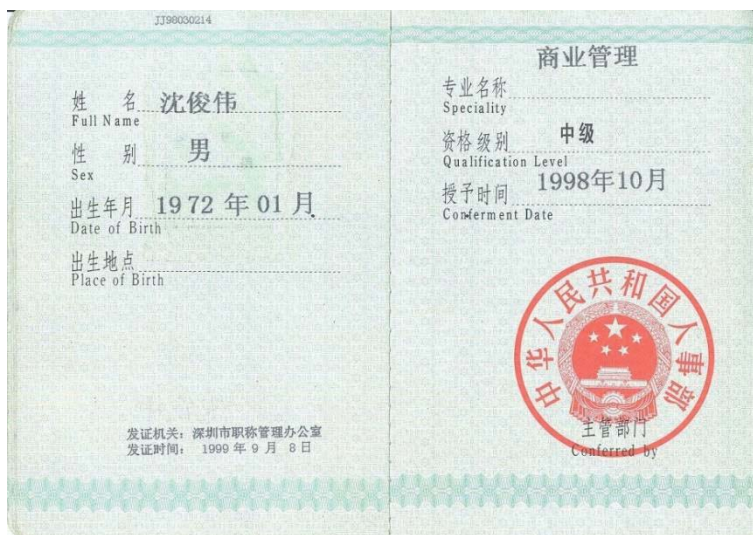 JJ98030214
姓 名 沈俊伟
Full Name
性 别 男
Sex
出生年月 1972 年 01 月
Date of Birth
出生地点
Place of Birth
发证机关：深圳市职称管理办公室
发证时间： 1999 年 9 月 8 日
商业管理
专业名称
Speciality
资格级别 中级
Qualification Level
授予时间 1998年10月
Conferment Date
中华人民共和国人事部
主管部门
Conferred by